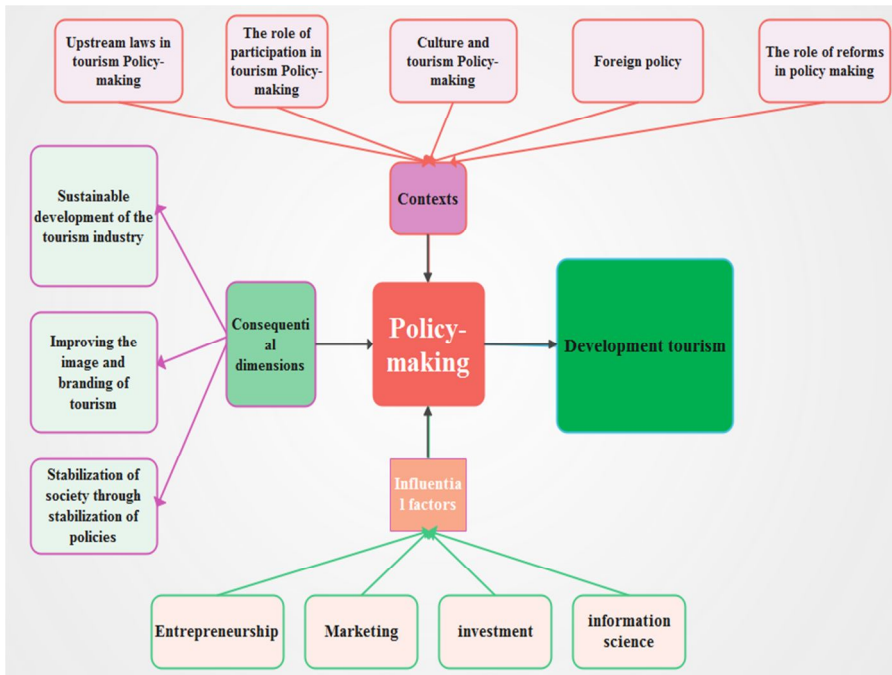 Upstream laws in
tourism Policy-
making
The role of
participation in
tourism Policy-
making
Culture and
tourism Policy-
making
Foreign policy
The role of reforms
in policy making
Contexts
Sustainable
development of the
tourism industry
Improving the
image and
branding of
tourism
Stabilization of
society through
stabilization of
policies
Consequenti
al
dimensions
Policy-
making
Development tourism
Influentia
l factors
Entrepreneurship
Marketing
investment
information
science